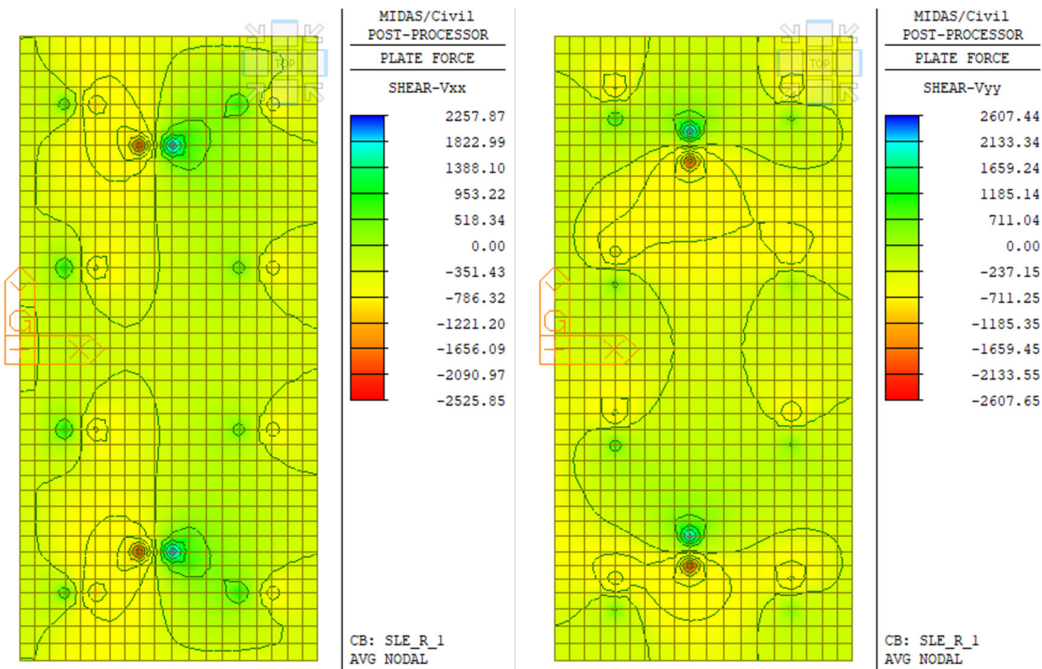 TOP
MIDAS/Civil
POST-PROCESSOR
PLATE FORCE
SHEAR-Vxx
2257.87
1822.99
1388.10
953.22
518.34
0.00
-351.43
-786.32
-1221.20
-1656.09
-2090.97
-2525.85
CB: SLE_R_1
AVG NODAL
TOP
MIDAS/Civil
POST-PROCESSOR
PLATE FORCE
SHEAR-Vyy
2607.44
2133.34
1659.24
1185.14
711.04
0.00
-237.15
-711.25
-1185.35
-1659.45
-2133.55
-2607.65
CB: SLE_R_1
AVG NODAL